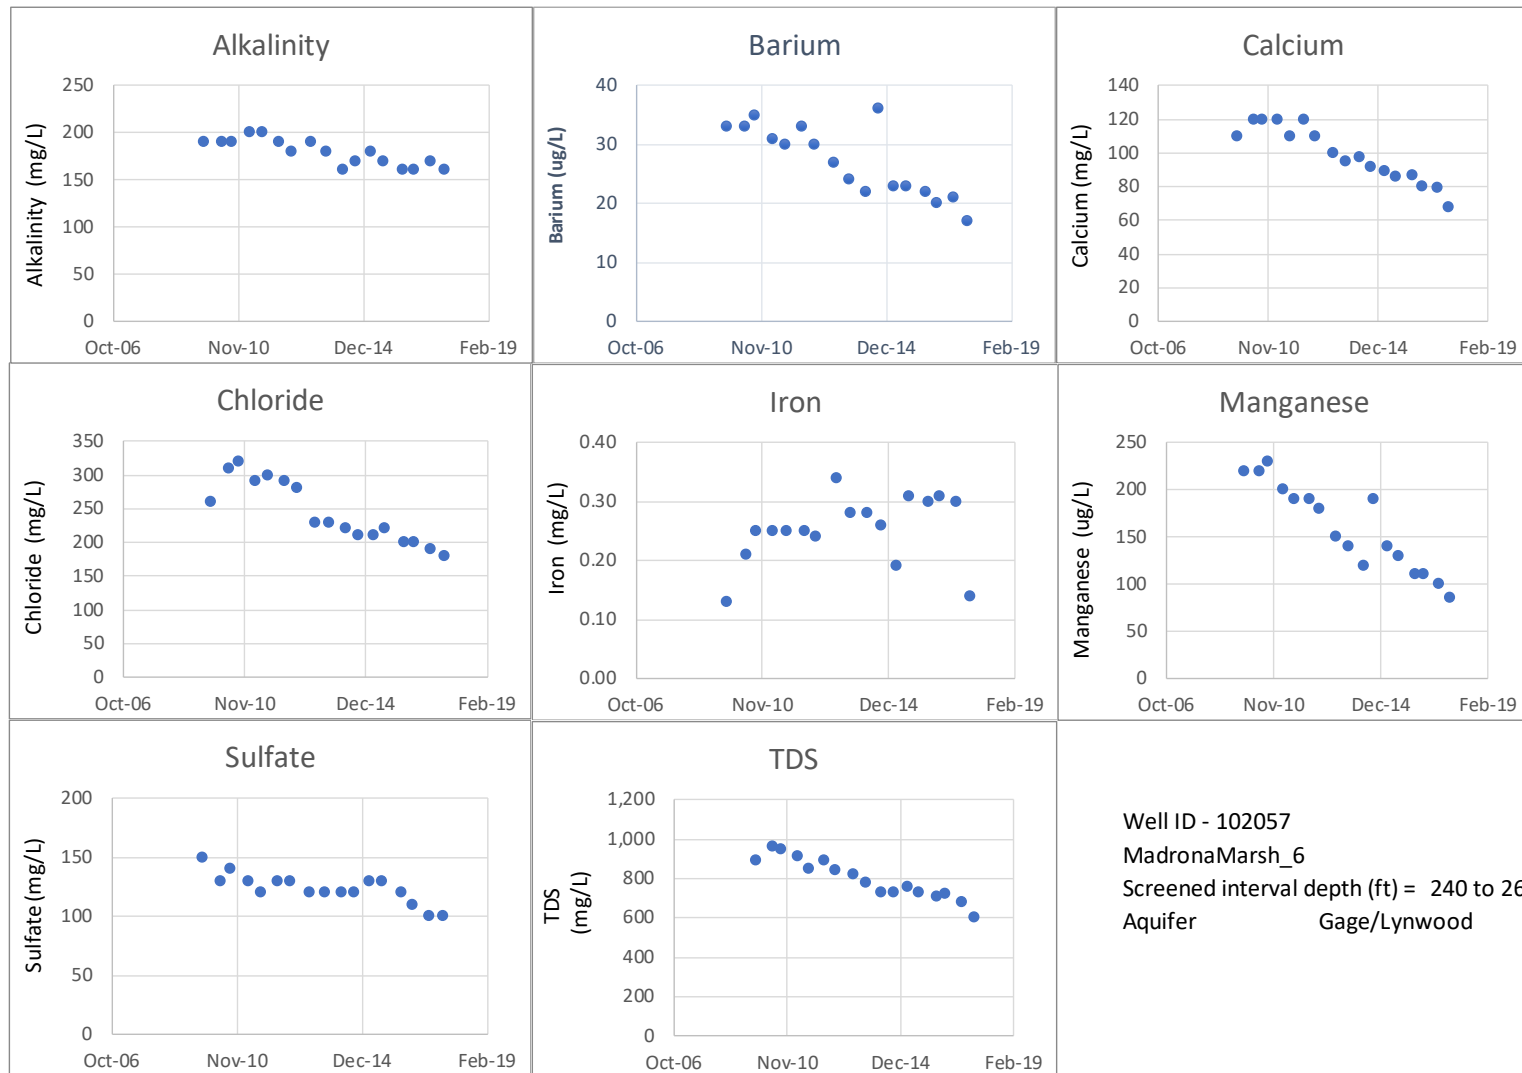 Alkalinity
Alkalinity (mg/L)
250
200
150
100
50
0
Oct-06 Nov-10 Dec-14 Feb-19
Barium
Barium (ug/L)
40
30
20
10
0
Oct-06 Nov-10 Dec-14 Feb-19
Calcium
Calcium (mg/L)
140
120
100
80
60
40
20
0
Oct-06 Nov-10 Dec-14 Feb-19
Chloride
Chloride (mg/L)
350
300
250
200
150
100
50
0
Oct-06 Nov-10 Dec-14 Feb-19
Iron
Iron (mg/L)
0.40
0.30
0.20
0.10
0.00
Oct-06 Nov-10 Dec-14 Feb-19
Manganese
Manganese (ug/L)
250
200
150
100
50
0
Oct-06 Nov-10 Dec-14 Feb-19
Sulfate
Sulfate (mg/L)
200
150
100
50
0
Oct-06 Nov-10 Dec-14 Feb-19
TDS
TDS
(mg/L)
1,200
1,000
800
600
400
200
0
Oct-06 Nov-10 Dec-14 Feb-19
Well ID - 102057
MadronaMarsh_6
Screened interval depth (ft) = 240 to 26
Aquifer Gage/Lynwood